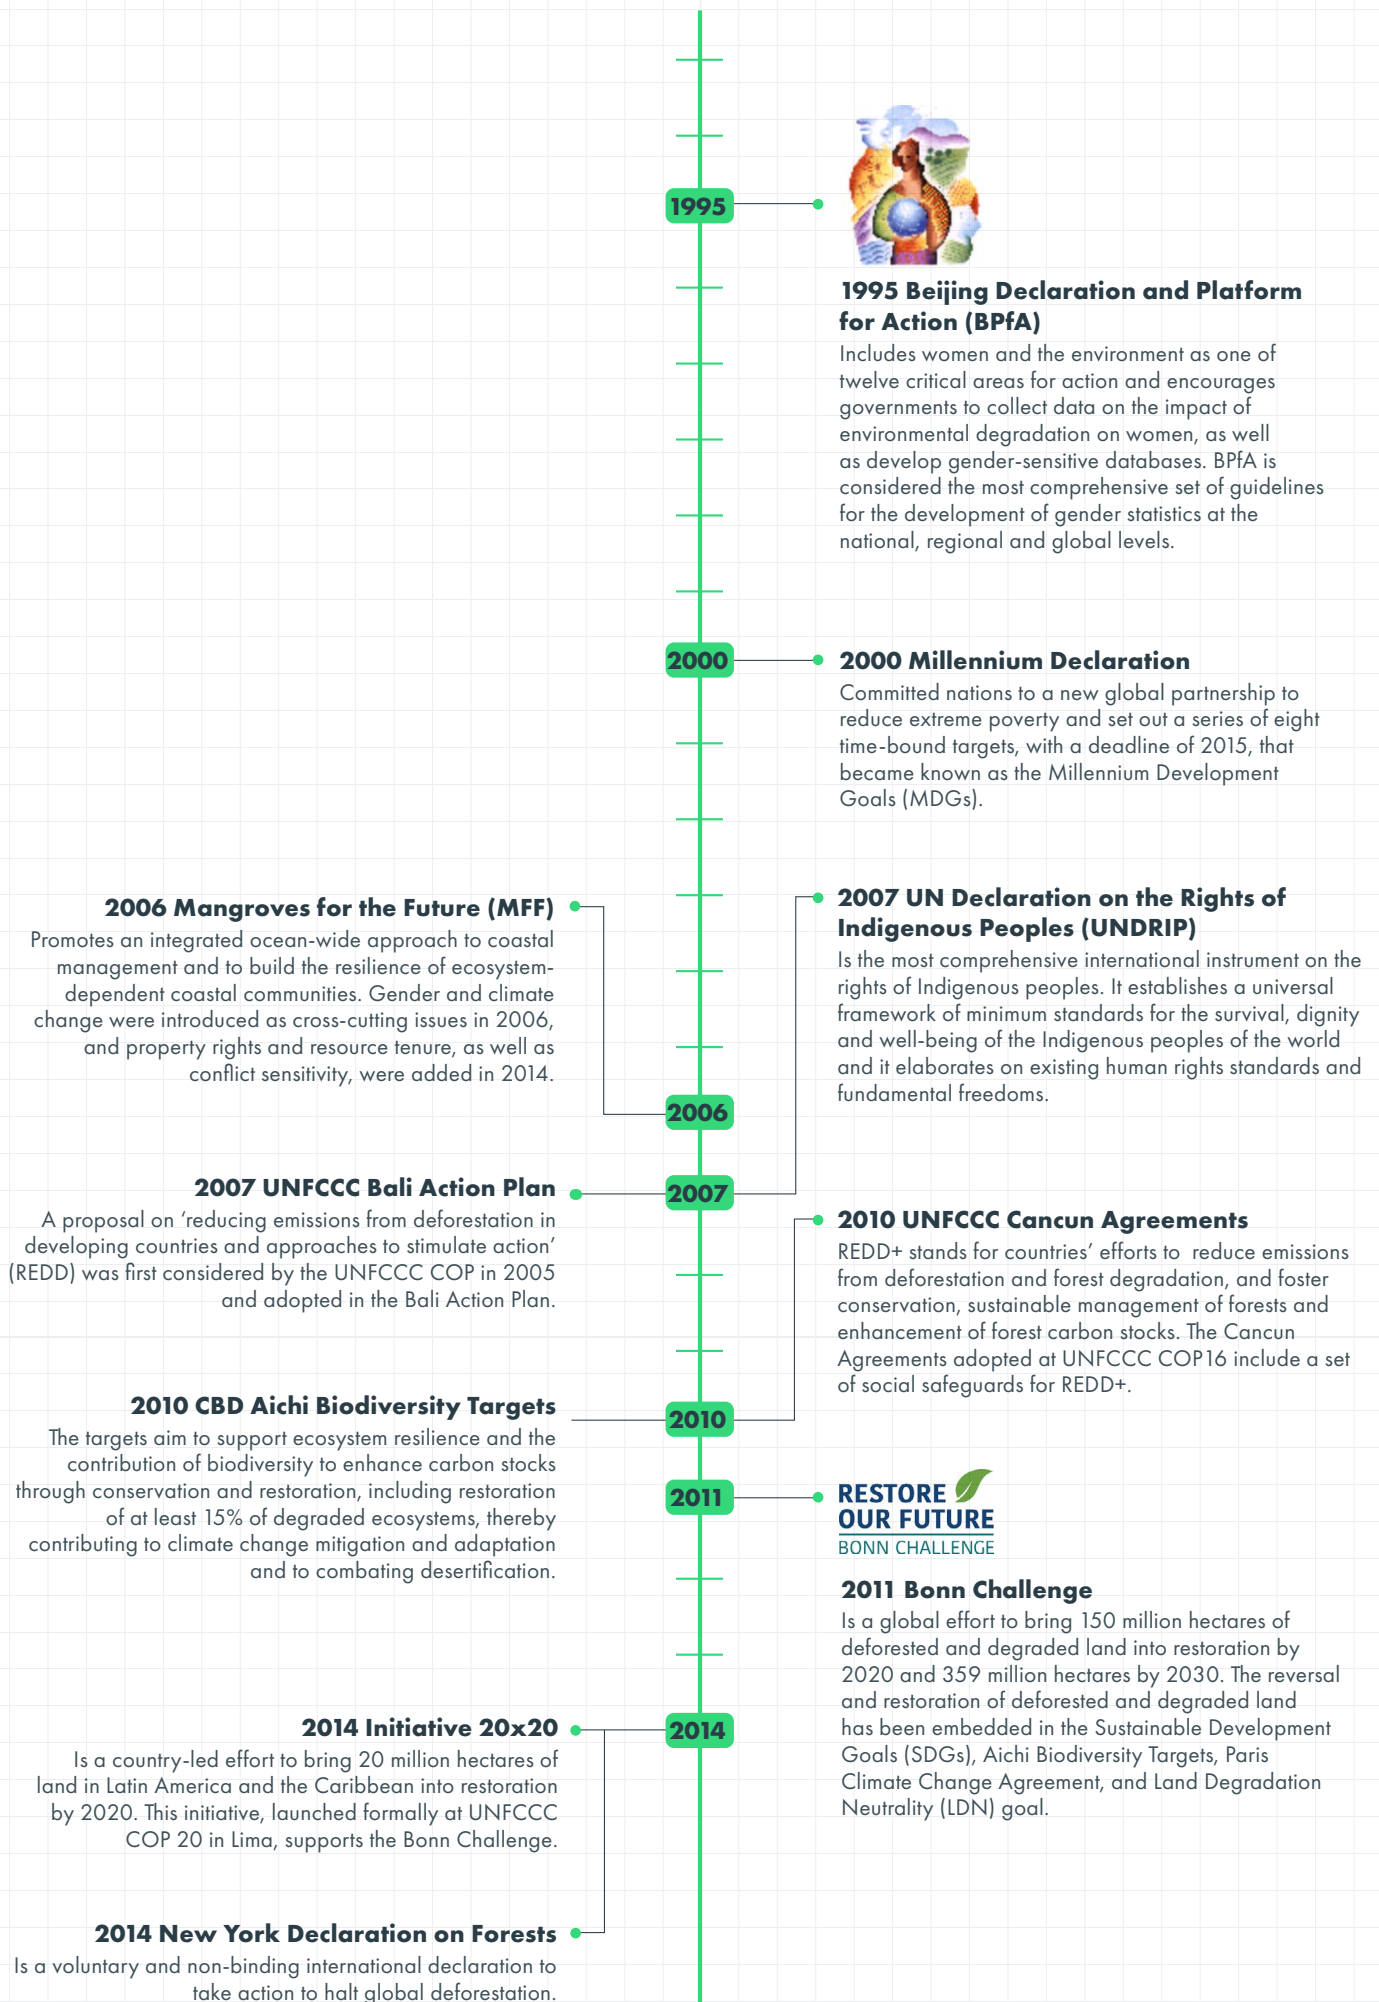 1995
1995 Beijing Declaration and Platform
for Action (BPfA)
Includes women and the environment as one of
twelve critical areas for action and encourages
governments to collect data on the impact of
environmental degradation on women, as well
as develop gender-sensitive databases. BPfA is
considered the most comprehensive set of guidelines
for the development of gender statistics at the
national, regional and global levels.
2000
2000 Millennium Declaration
Committed nations to a new global partnership to
reduce extreme poverty and set out a series of eight
time-bound targets, with a deadline of 2015, that
became known as the Millennium Development
Goals (MDGs).
2006 Mangroves for the Future (MFF)
Promotes an integrated ocean-wide approach to coastal
management and to build the resilience of ecosystem-
dependent coastal communities. Gender and climate
change were introduced as cross-cutting issues in 2006,
and property rights and resource tenure, as well as
conflict sensitivity, were added in 2014.
2006
2007 UN Declaration on the Rights of
Indigenous Peoples (UNDRIP)
Is the most comprehensive international instrument on the
rights of Indigenous peoples. It establishes a universal
framework of minimum standards for the survival, dignity
and well-being of the Indigenous peoples of the world
and it elaborates on existing human rights standards and
fundamental freedoms.
2007 UNFCCC Bali Action Plan
A proposal on ‘reducing emissions from deforestation in
developing countries and approaches to stimulate action’
(REDD) was first considered by the UNFCCC COP in 2005
and adopted in the Bali Action Plan.
2007
2010 UNFCCC Cancun Agreements
REDD+ stands for countries’ efforts to  reduce emissions
from deforestation and forest degradation, and foster
conservation, sustainable management of forests and
enhancement of forest carbon stocks. The Cancun
Agreements adopted at UNFCCC COP16 include a set
of social safeguards for REDD+.
2010 CBD Aichi Biodiversity Targets
The targets aim to support ecosystem resilience and the
contribution of biodiversity to enhance carbon stocks
through conservation and restoration, including restoration
of at least 15% of degraded ecosystems, thereby
contributing to climate change mitigation and adaptation
and to combating desertification.
2010
2011
RESTORE
OUR FUTURE
BONN CHALLENGE
2011 Bonn Challenge
Is a global effort to bring 150 million hectares of
deforested and degraded land into restoration by
2020 and 359 million hectares by 2030. The reversal
and restoration of deforested and degraded land
has been embedded in the Sustainable Development
Goals (SDGs), Aichi Biodiversity Targets, Paris
Climate Change Agreement, and Land Degradation
Neutrality (LDN) goal.
2014 Initiative 20x20
Is a country-led effort to bring 20 million hectares of
land in Latin America and the Caribbean into restoration
by 2020. This initiative, launched formally at UNFCCC
COP 20 in Lima, supports the Bonn Challenge.
2014
2014 New York Declaration on Forests
Is a voluntary and non-binding international declaration to
take action to halt global deforestation.